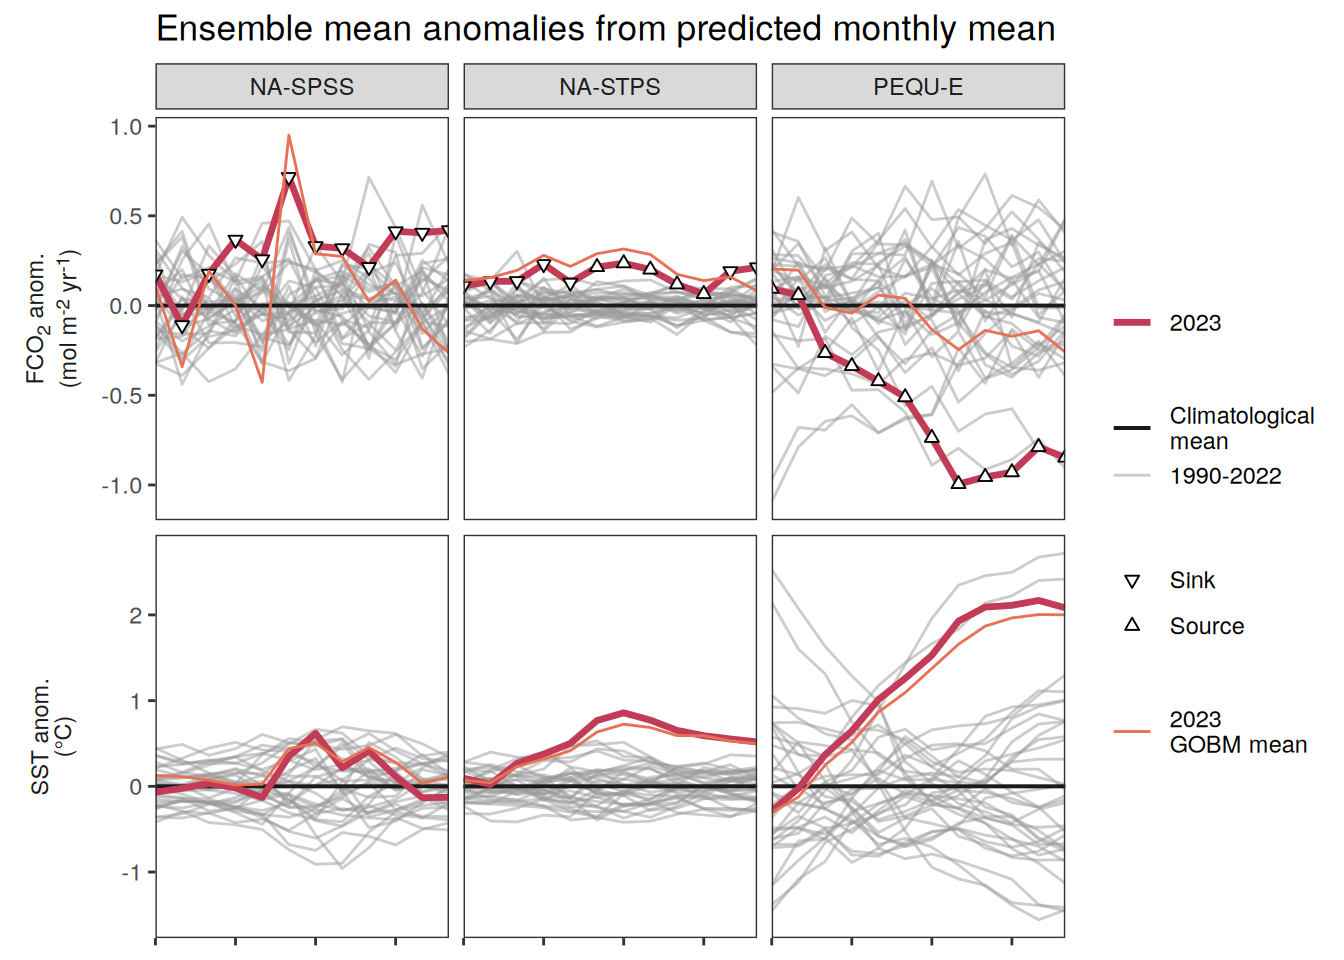 Ensemble mean anomalies from predicted monthly mean
NA-SPSS
NA-STPS
PEQU-E
FCO₂ anom.
(mol m⁻² yr⁻¹)
1.0
0.5
0.0
-0.5
-1.0
SST anom.
(°C)
2
1
0
-1
2023
Climatological
mean
1990-2022
Sink
Source
2023
GOBM mean